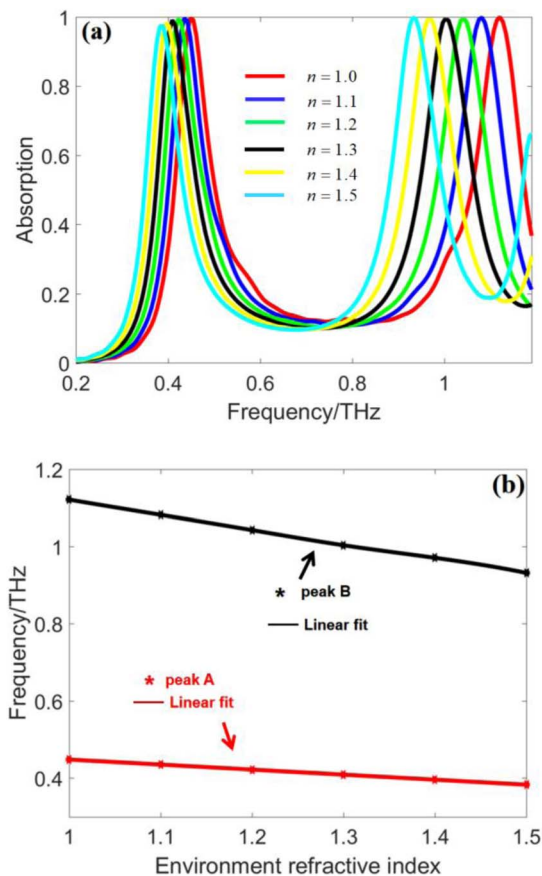 (a)
1
0.8
0.6
0.4
0.2
0
Absorption
n = 1.0
n = 1.1
n = 1.2
n = 1.3
n = 1.4
n = 1.5
0.2 0.4 0.6 0.8 1
Frequency/THz
(b)
1.2
1
0.8
0.6
0.4
Frequency/THz
* peak B
Linear fit
* peak A
Linear fit
1 1.1 1.2 1.3 1.4 1.5
Environment refractive index